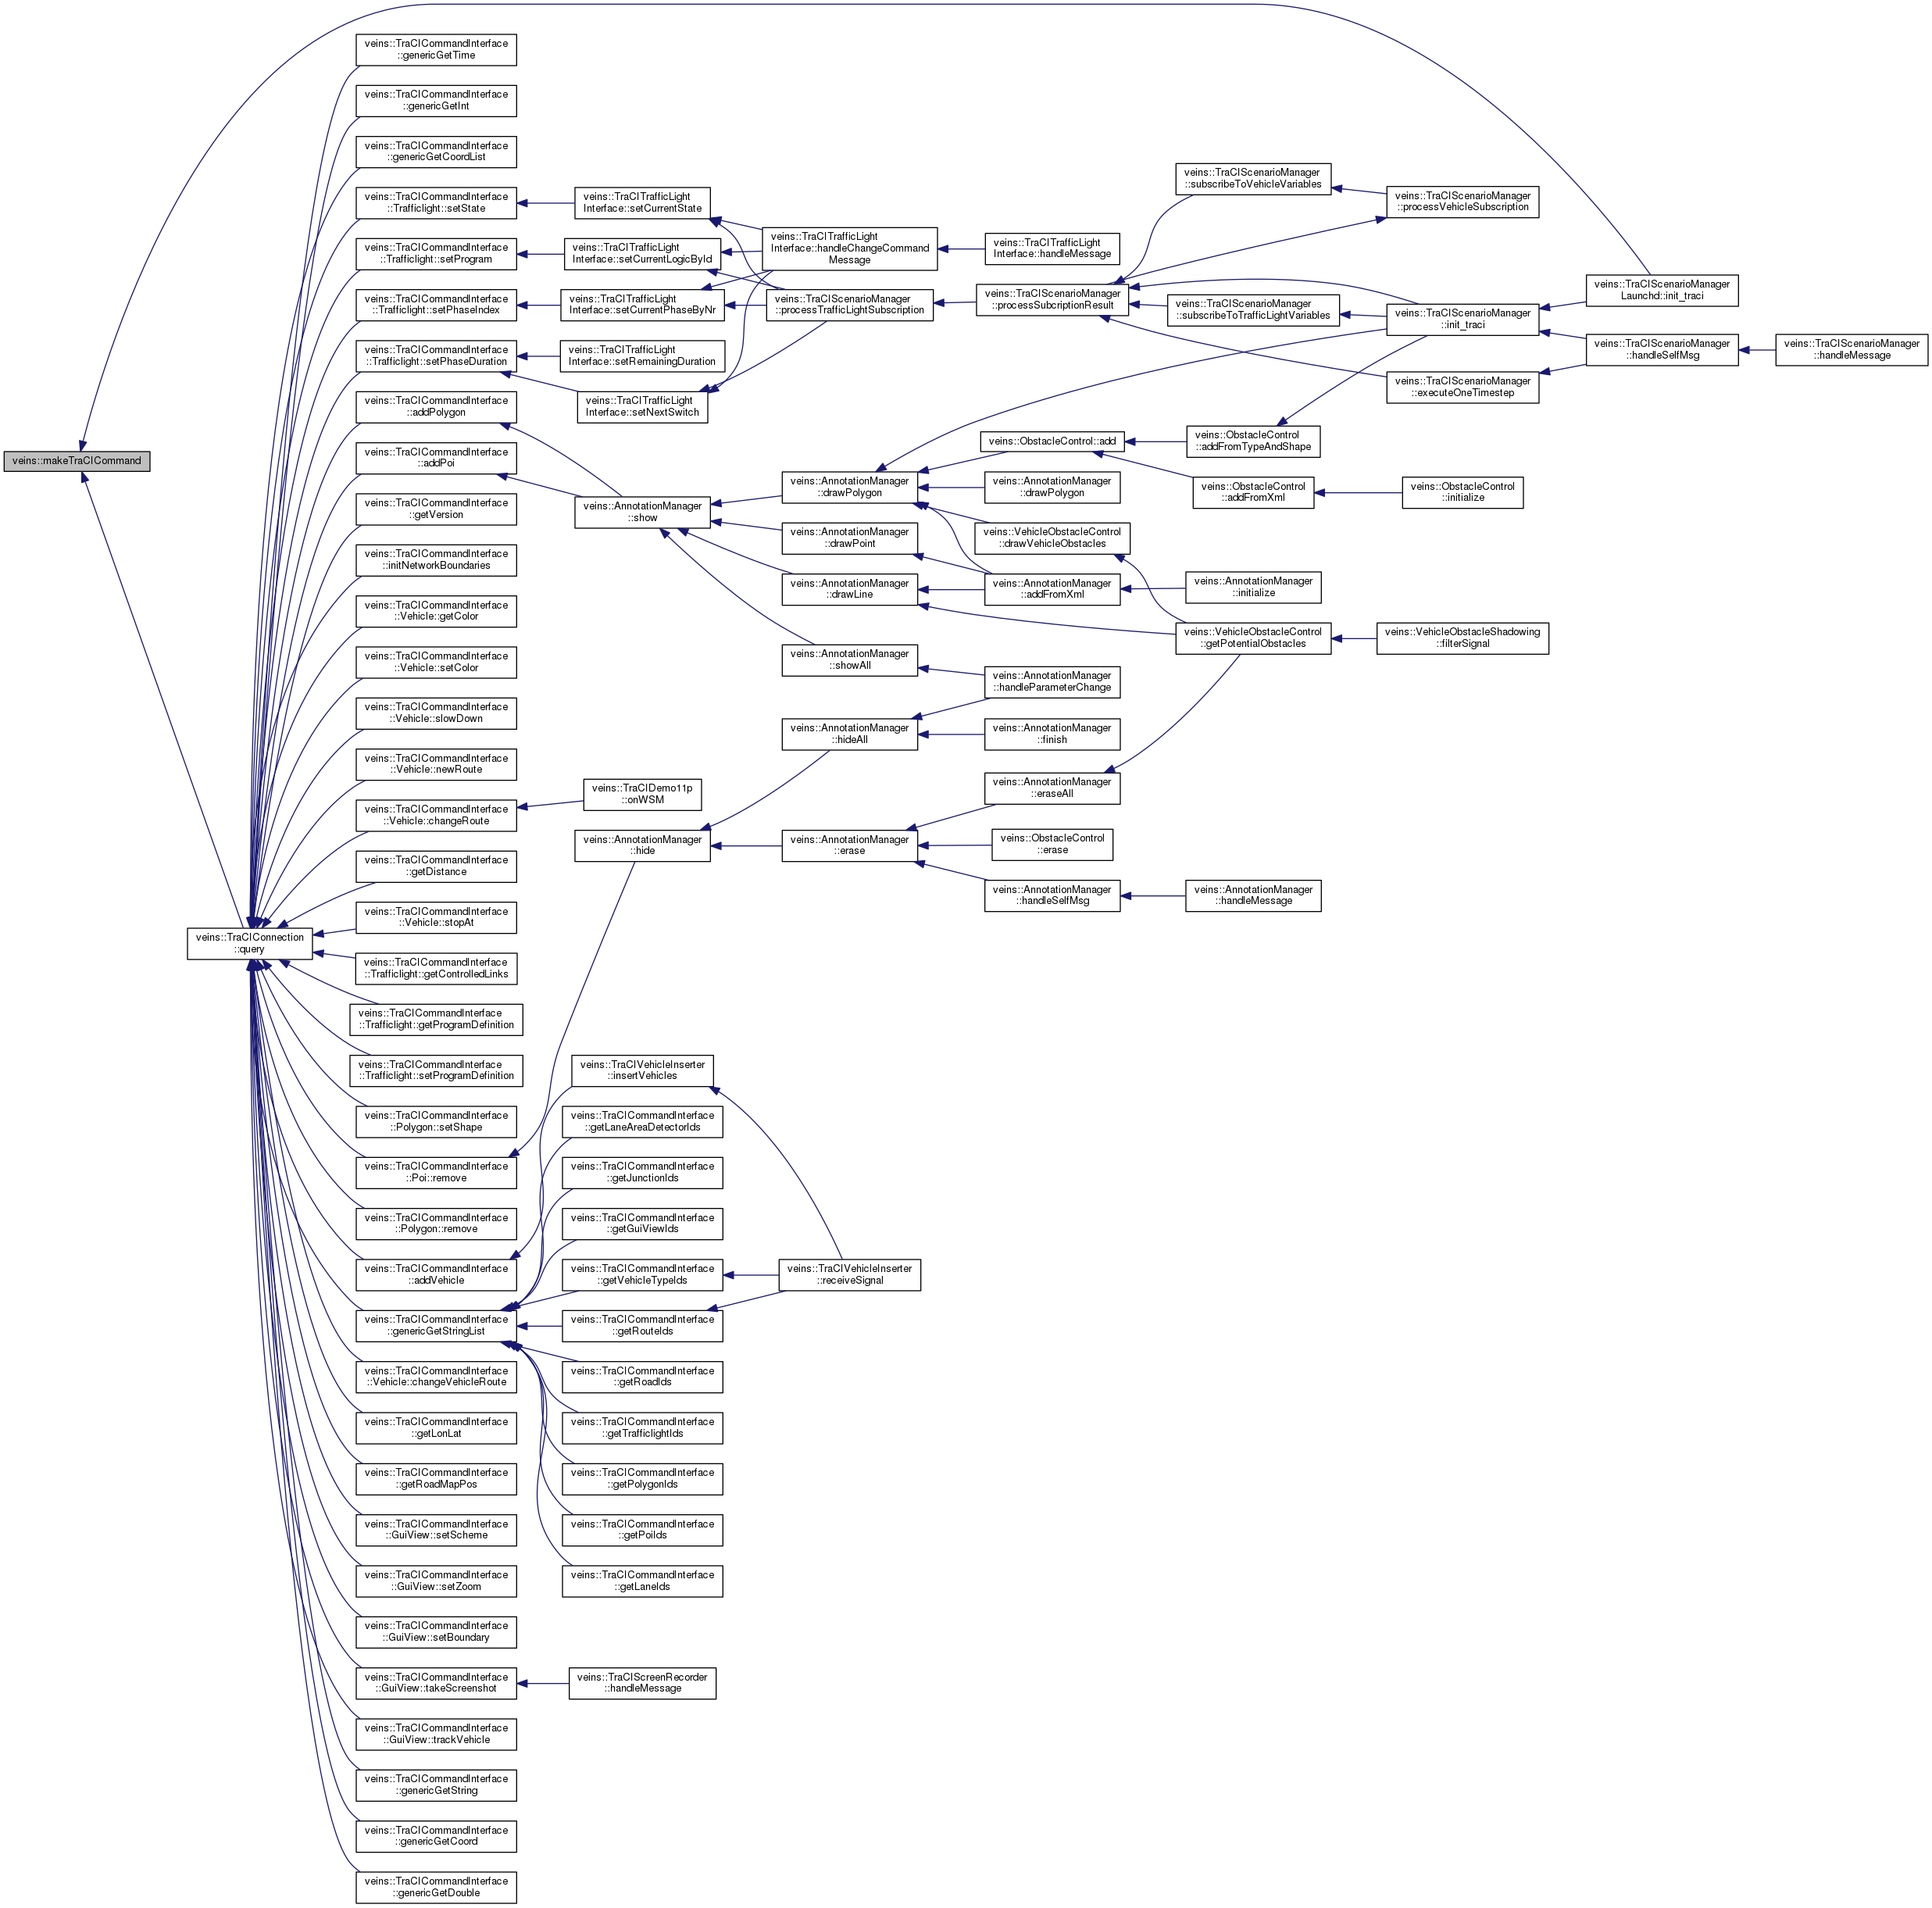 veins::makeTraCICommand
veins::TraCIConnection
::query
veins::TraCICommandInterface
::genericGetTime
veins::TraCICommandInterface
::genericGetInt
veins::TraCICommandInterface
::genericGetCoordList
veins::TraCICommandInterface
::Trafficlight::setState
veins::TraCICommandInterface
::Trafficlight::setProgram
veins::TraCICommandInterface
::Trafficlight::setPhaseIndex
veins::TraCICommandInterface
::Trafficlight::setPhaseDuration
veins::TraCICommandInterface
::addPolygon
veins::TraCICommandInterface
::addPoi
veins::TraCICommandInterface
::getVersion
veins::TraCICommandInterface
::initNetworkBoundaries
veins::TraCICommandInterface
::Vehicle::getColor
veins::TraCICommandInterface
::Vehicle::setColor
veins::TraCICommandInterface
::Vehicle::slowDown
veins::TraCICommandInterface
::Vehicle::newRoute
veins::TraCICommandInterface
::Vehicle::changeRoute
veins::TraCICommandInterface
::getDistance
veins::TraCICommandInterface
::Vehicle::stopAt
veins::TraCICommandInterface
::Trafficlight::getControlledLinks
veins::TraCICommandInterface
::Trafficlight::getProgramDefinition
veins::TraCICommandInterface
::Trafficlight::setProgramDefinition
veins::TraCICommandInterface
::Polygon::setShape
veins::TraCICommandInterface
::Poi::remove
veins::TraCICommandInterface
::Polygon::remove
veins::TraCICommandInterface
::addVehicle
veins::TraCICommandInterface
::genericGetStringList
veins::TraCICommandInterface
::Vehicle::changeVehicleRoute
veins::TraCICommandInterface
::getLonLat
veins::TraCICommandInterface
::getRoadMapPos
veins::TraCICommandInterface
::GuiView::setScheme
veins::TraCICommandInterface
::GuiView::setZoom
veins::TraCICommandInterface
::GuiView::setBoundary
veins::TraCICommandInterface
::GuiView::takeScreenshot
veins::TraCICommandInterface
::GuiView::trackVehicle
veins::TraCICommandInterface
::genericGetString
veins::TraCICommandInterface
::genericGetCoord
veins::TraCICommandInterface
::genericGetDouble
veins::TraCITrafficLight
Interface::setCurrentState
veins::TraCITrafficLight
Interface::setCurrentLogicById
veins::TraCITrafficLight
Interface::setCurrentPhaseByNr
veins::TraCITrafficLight
Interface::setRemainingDuration
veins::TraCITrafficLight
Interface::setNextSwitch
veins::AnnotationManager
::show
veins::TraCIDemo11p
::onWSM
veins::AnnotationManager
::hide
veins::TraCIVehicleInserter
::insertVehicles
veins::TraCICommandInterface
::getLaneAreaDetectorIds
veins::TraCICommandInterface
::getJunctionIds
veins::TraCICommandInterface
::getGuiViewIds
veins::TraCICommandInterface
::getVehicleTypeIds
veins::TraCICommandInterface
::getRouteIds
veins::TraCICommandInterface
::getRoadIds
veins::TraCICommandInterface
::getTrafficlightIds
veins::TraCICommandInterface
::getPolygonIds
veins::TraCICommandInterface
::getPoiIds
veins::TraCICommandInterface
::getLaneIds
veins::TraCIScreenRecorder
::handleMessage
veins::TraCITrafficLight
Interface::handleChangeCommand
Message
veins::TraCIScenarioManager
::processTrafficLightSubscription
veins::AnnotationManager
::drawPolygon
veins::AnnotationManager
::drawPoint
veins::AnnotationManager
::drawLine
veins::AnnotationManager
::showAll
veins::AnnotationManager
::hideAll
veins::AnnotationManager
::erase
veins::TraCIVehicleInserter
::receiveSignal
veins::TraCITrafficLight
Interface::handleMessage
veins::TraCIScenarioManager
::processSubcriptionResult
veins::ObstacleControl::add
veins::AnnotationManager
::drawPolygon
veins::VehicleObstacleControl
::drawVehicleObstacles
veins::AnnotationManager
::addFromXml
veins::AnnotationManager
::handleParameterChange
veins::AnnotationManager
::finish
veins::AnnotationManager
::eraseAll
veins::ObstacleControl
::erase
veins::AnnotationManager
::handleSelfMsg
veins::TraCIScenarioManager
::subscribeToVehicleVariables
veins::TraCIScenarioManager
::subscribeToTrafficLightVariables
veins::ObstacleControl
::addFromTypeAndShape
veins::ObstacleControl
::addFromXml
veins::AnnotationManager
::initialize
veins::VehicleObstacleControl
::getPotentialObstacles
veins::AnnotationManager
::handleMessage
veins::TraCIScenarioManager
::processVehicleSubscription
veins::TraCIScenarioManager
::init_traci
veins::TraCIScenarioManager
::executeOneTimestep
veins::ObstacleControl
::initialize
veins::VehicleObstacleShadowing
::filterSignal
veins::TraCIScenarioManager
Launchd::init_traci
veins::TraCIScenarioManager
::handleSelfMsg
veins::TraCIScenarioManager
::handleMessage